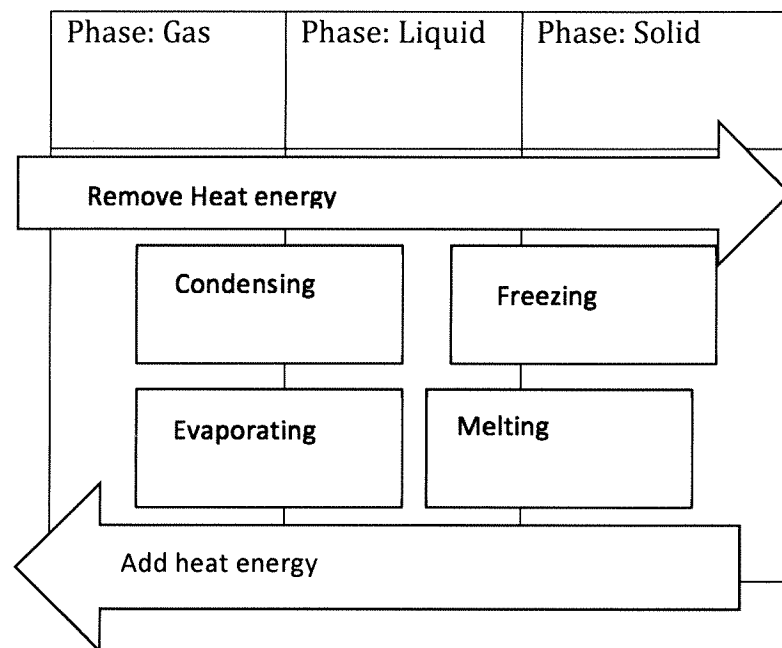 Phase: Gas
Phase: Liquid
Phase: Solid
Remove Heat energy
Condensing
Freezing
Evaporating
Melting
Add heat energy